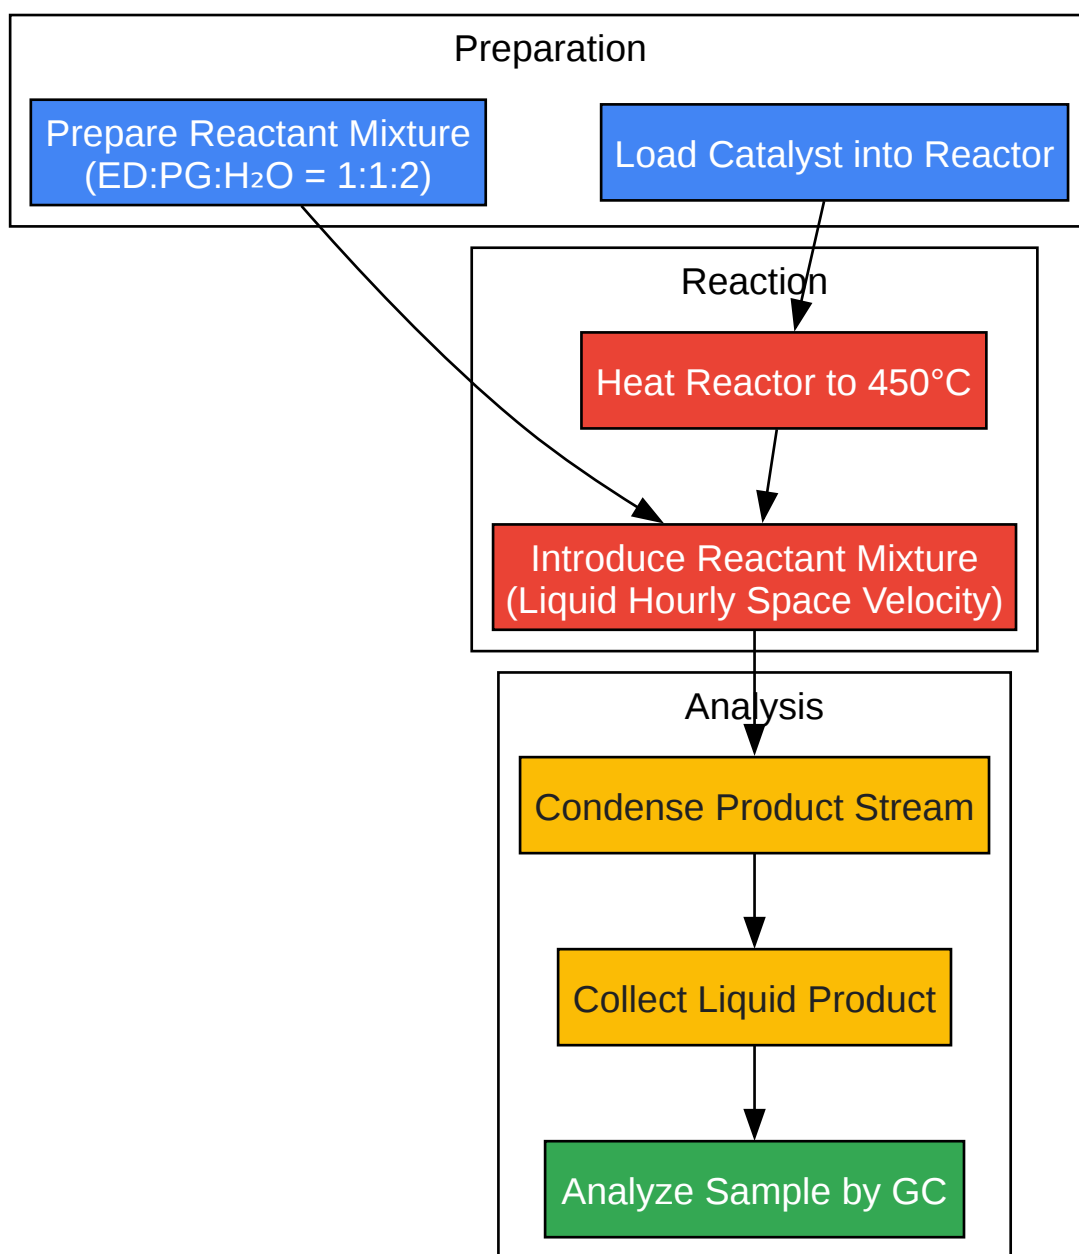 Preparation
Prepare Reactant Mixture
(ED:PG:H₂O = 1:1:2)
Load Catalyst into Reactor
Reaction
Heat Reactor to 450°C
Introduce Reactant Mixture
(Liquid Hourly Space Velocity)
Analysis
Condense Product Stream
Collect Liquid Product
Analyze Sample by GC